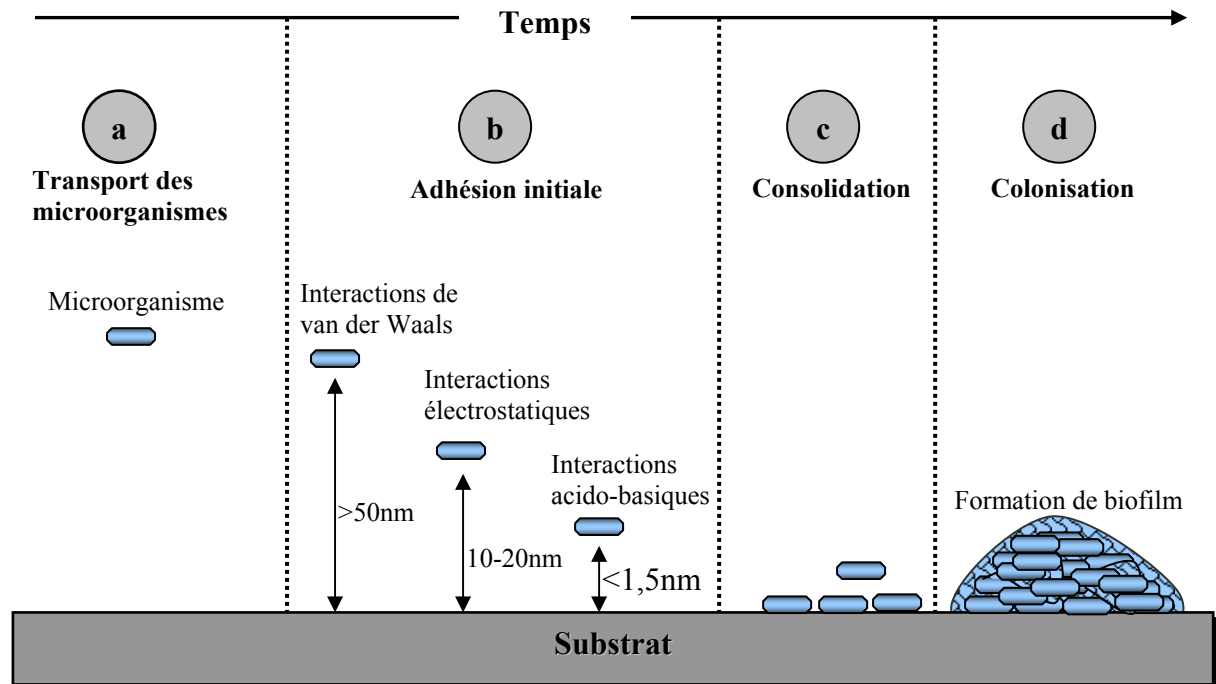 Temps
a
Transport des
microorganismes
b
Adhésion initiale
c
Consolidation
d
Colonisation
Microorganisme
Interactions de
van der Waals
>50nm
Interactions
électrostatiques
10-20nm
Interactions
acido-basiques
<1,5nm
Formation de biofilm
Substrat